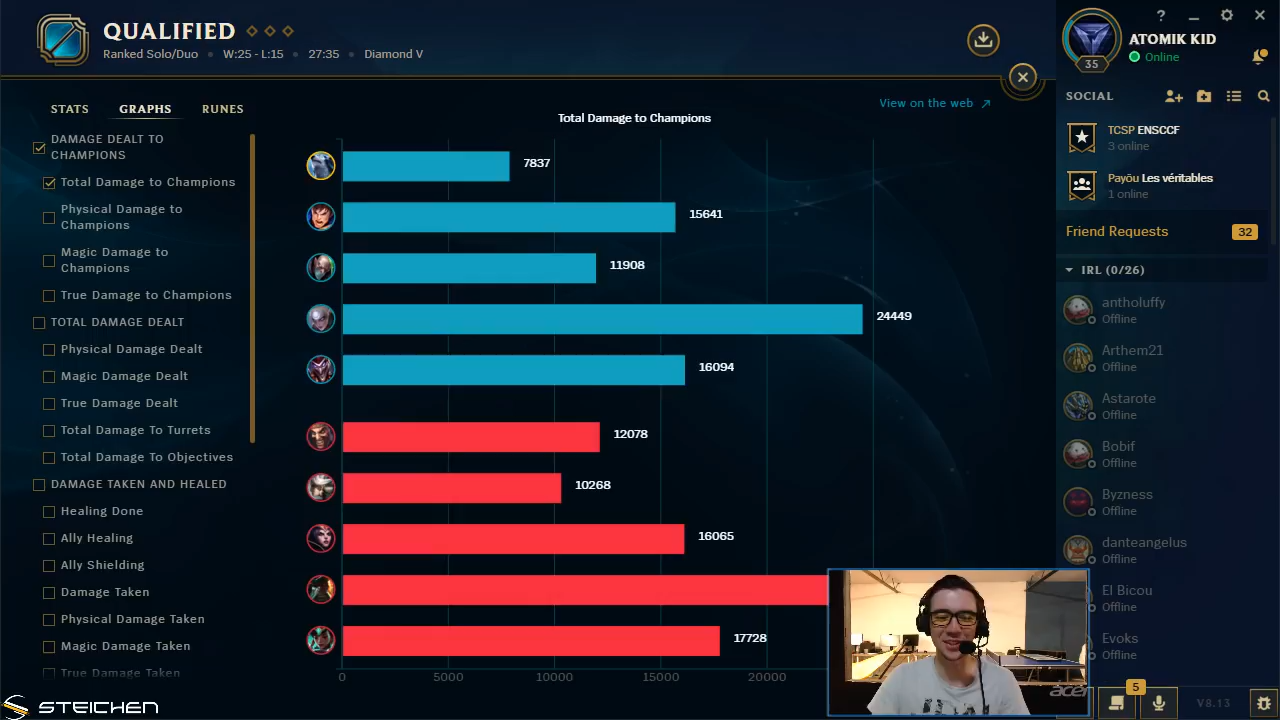 QUALIFIED
Ranked Solo/Duo • W:25 - L:15 • 27:35 • Diamond V
STATS GRAPHS RUNES
View on the web
DAMAGE DEALT TO
CHAMPIONS
Total Damage to Champions
Physical Damage to
Champions
Magic Damage to
Champions
True Damage to Champions
TOTAL DAMAGE DEALT
Physical Damage Dealt
Magic Damage Dealt
True Damage Dealt
Total Damage To Turrets
Total Damage To Objectives
DAMAGE TAKEN AND HEALED
Healing Done
Ally Healing
Ally Shielding
Damage Taken
Physical Damage Taken
Magic Damage Taken
True Damage Taken
STEICHEN
Total Damage to Champions
7837
15641
11908
24449
16094
12078
10268
16065
17728
0 5000 10000 15000 20000
acer
?
35
ATOMIK KID
Online
SOCIAL
TCSP ENSCCF
3 online
Payöu Les véritables
1 online
Friend Requests 32
IRL (0/26)
antholuffy
Offline
Arthem21
Offline
Astarote
Offline
Bobif
Offline
Byzness
Offline
danteangelus
Offline
El Bicou
Offline
Evoks
Offline
5
V8.13